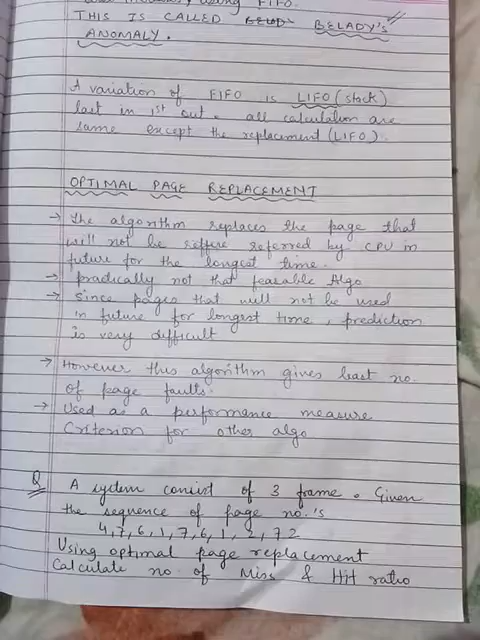 using FIFO.
THIS IS CALLED BELADY'S
ANOMALY.
A variation of FIFO is LIFO (stack)
last in 1st out. all calculation are
same except the replacement (LIFO).
OPTIMAL PAGE REPLACEMENT
→ The algorithm replaces the page that
will not be referred by CPU in
future for the longest time.
→ practically not that feasable Algo
→ Since pages that will not be used
in future for longest time, prediction
is very difficult
→ However this algorithm gives least no.
of page faults.
→ Used as a performance measure
Criterion for other algo
Q A system consist of 3 frame. Given
the sequence of page no.'s
4,7,6,1,7,6,1,2,7 2
Using optimal page replacement
Calculate no. of Miss & Hit ratio